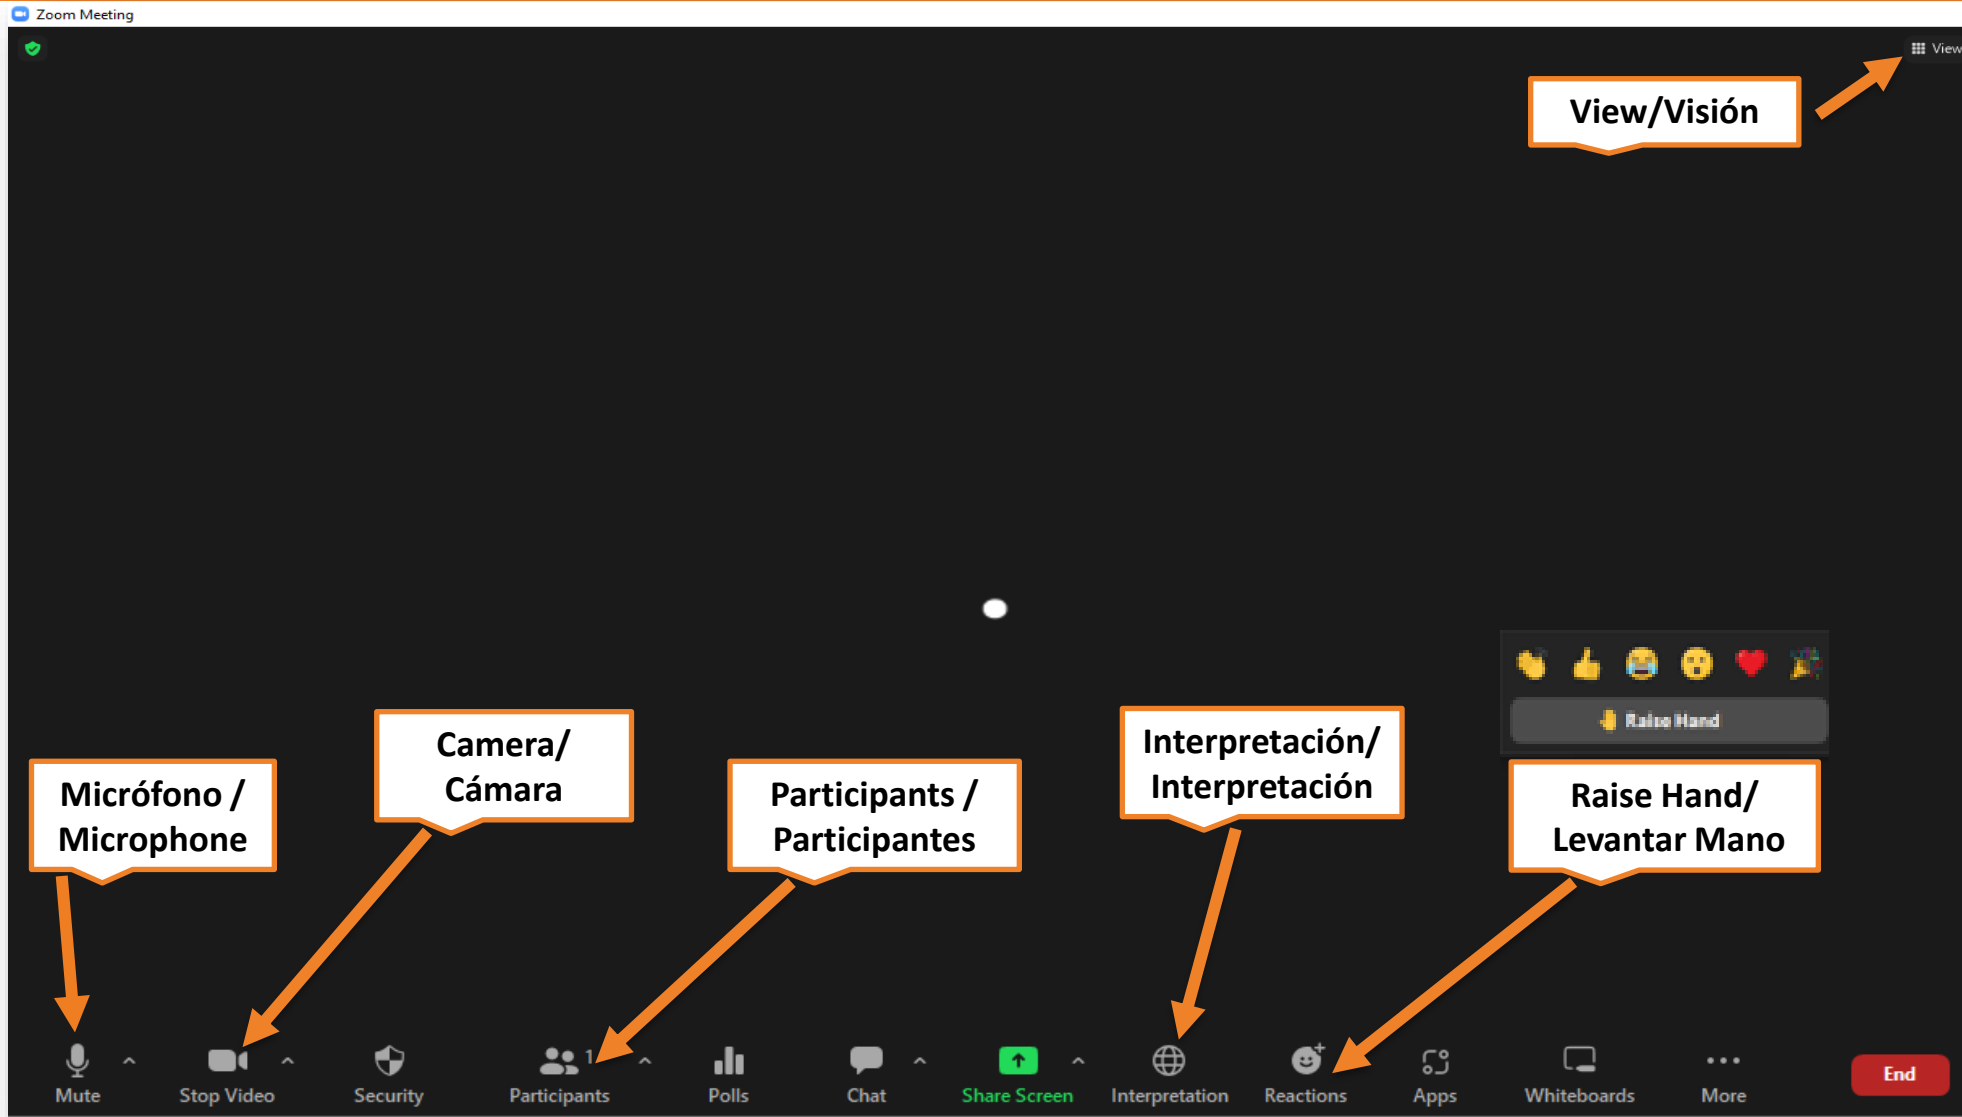 Zoom Meeting
View
View/Visión
Raise Hand
Micrófono /
Microphone
Camera/
Cámara
Participants /
Participantes
Interpretación/
Interpretación
Raise Hand/
Levantar Mano
1
Mute
Stop Video
Security
Participants
Polls
Chat
Share Screen
Interpretation
Reactions
Apps
Whiteboards
More
End